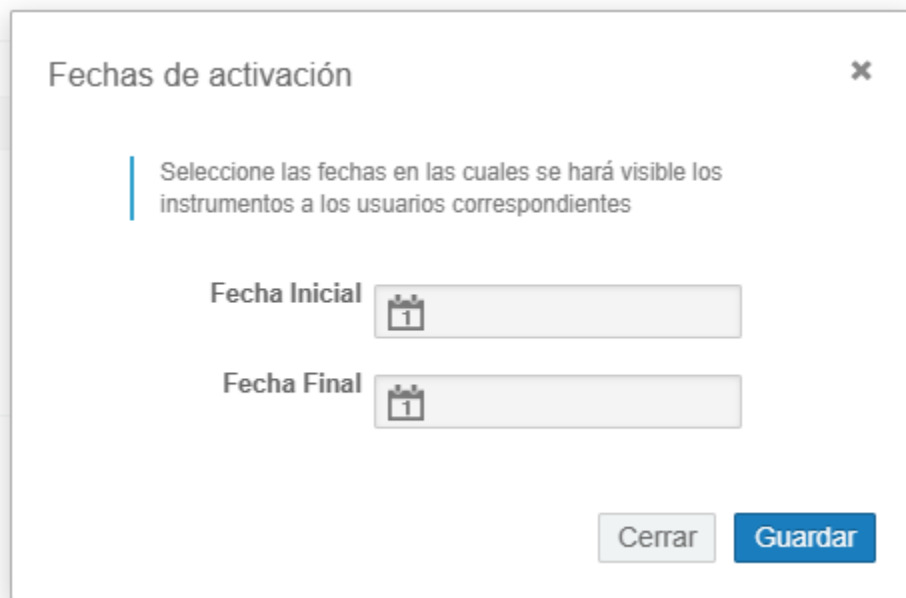 Fechas de activación
Seleccione las fechas en las cuales se hará visible los
instrumentos a los usuarios correspondientes
Fecha Inicial
1
Fecha Final
1
Cerrar
Guardar